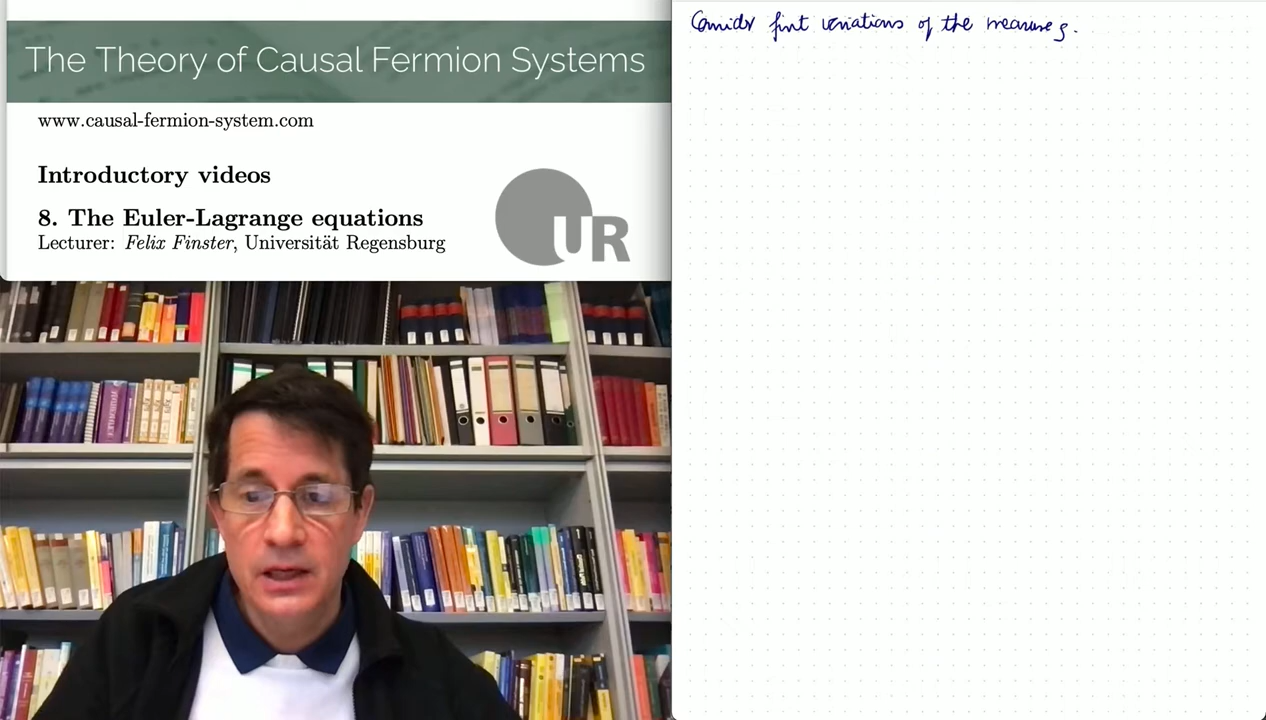 The Theory of Causal Fermion Systems
www.causal-fermion-system.com
Introductory videos
8. The Euler-Lagrange equations
Lecturer: Felix Finster, Universität Regensburg
UR
Consider first variations of the measure ρ.